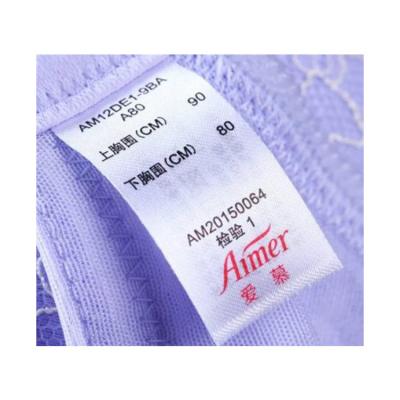 AM12DE1-9BA
A80
上胸围(CM) 90
下胸围(CM) 80
AM20150064
检验 1
Aimer
爱慕